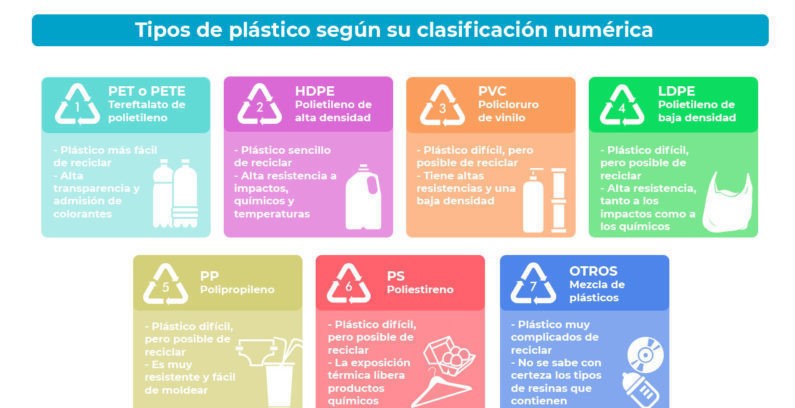 Tipos de plástico según su clasificación numérica
1
PET o PETE
Tereftalato de
polietileno
- Plástico más fácil
de reciclar
- Alta
transparencia y
admisión de
colorantes
2
HDPE
Polietileno de
alta densidad
- Plástico sencillo
de reciclar
- Alta resistencia a
impactos,
químicos y
temperaturas
3
PVC
Policloruro
de vinilo
- Plástico difícil, pero
posible de reciclar
- Tiene altas
resistencias y una
baja densidad
4
LDPE
Polietileno de
baja densidad
- Plástico difícil,
pero posible de
reciclar
- Alta resistencia,
tanto a los
impactos como a
los químicos
5
PP
Polipropileno
- Plástico difícil,
pero posible de
reciclar
- Es muy
resistente y fácil
de moldear
6
PS
Poliestireno
- Plástico difícil,
pero posible de
reciclar
- La exposición
térmica libera
productos
químicos
7
OTROS
Mezcla de
plásticos
- Plástico muy
complicados de
reciclar
- No se sabe con
certeza los tipos
de resinas que
contienen